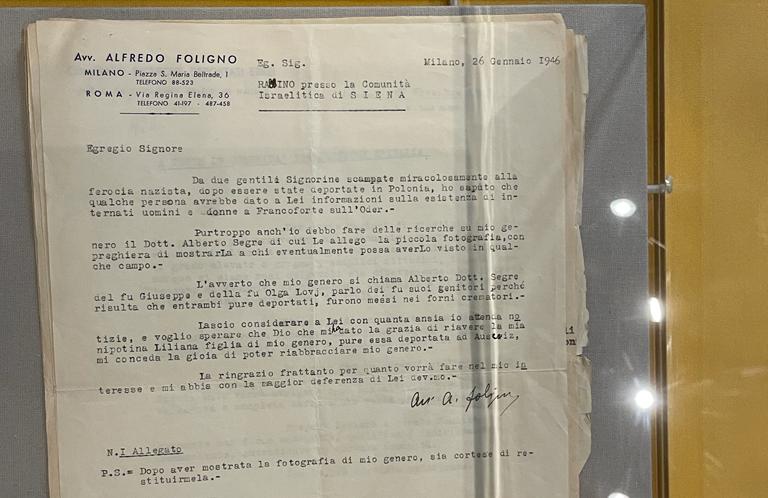 Avv. ALFREDO FOLIGNO
MILANO - Piazza S. Maria Beltrade, 1
TELEFONO 88-523
ROMA - Via Regina Elena, 36
TELEFONO 41-197 - 487-458
Eg. Sig.
Milano, 26 Gennaio 1946
RABINO presso la Comunità
Israelitica di S I E N A
Egregio Signore
Da due gentili Signorine scampate miracolosamente alla
ferocia nazista, dopo essere state deportate in Polonia, ho saputo che
qualche persona avrebbe dato a Lei informazioni sulla esistenza di in-
ternati uomini e donne a Francoforte sull'Oder.-
Purtroppo anch'io debbo fare delle ricerche su mio ge-
nero il Dott. Alberto Segre di cui Le allego la piccola fotografia,con
preghiera di mostrarLa a chi eventualmente possa averLo visto in qual-
che campo.-
L'avverto che mio genero si chiama Alberto Dott. Segre
del fu Giuseppe e della fu Olga Lovj, parlo dei fu suoi genitori perché
risulta che entrambi pure deportati, furono messi nei forni crematori.-
Lascio considerare a Lei con quanta ansia io attenda no
tizie, e voglio sperare che Dio che mi ha dato la grazia di riavere la mia
nipotina Liliana figlia di mio genero, pure essa deportata ad
mi conceda la gioia di poter riabbracciare mio genero.-
La ringrazio frattanto per quanto vorrà fare nel mio in
teresse e mi abbia con la maggior deferenza di Lei dev.mo.-
Avv. A. Foligno
N.I Allegato
P.S.= Dopo aver mostrata la fotografia di mio genero, sia cortese di re-
stituirmela.-